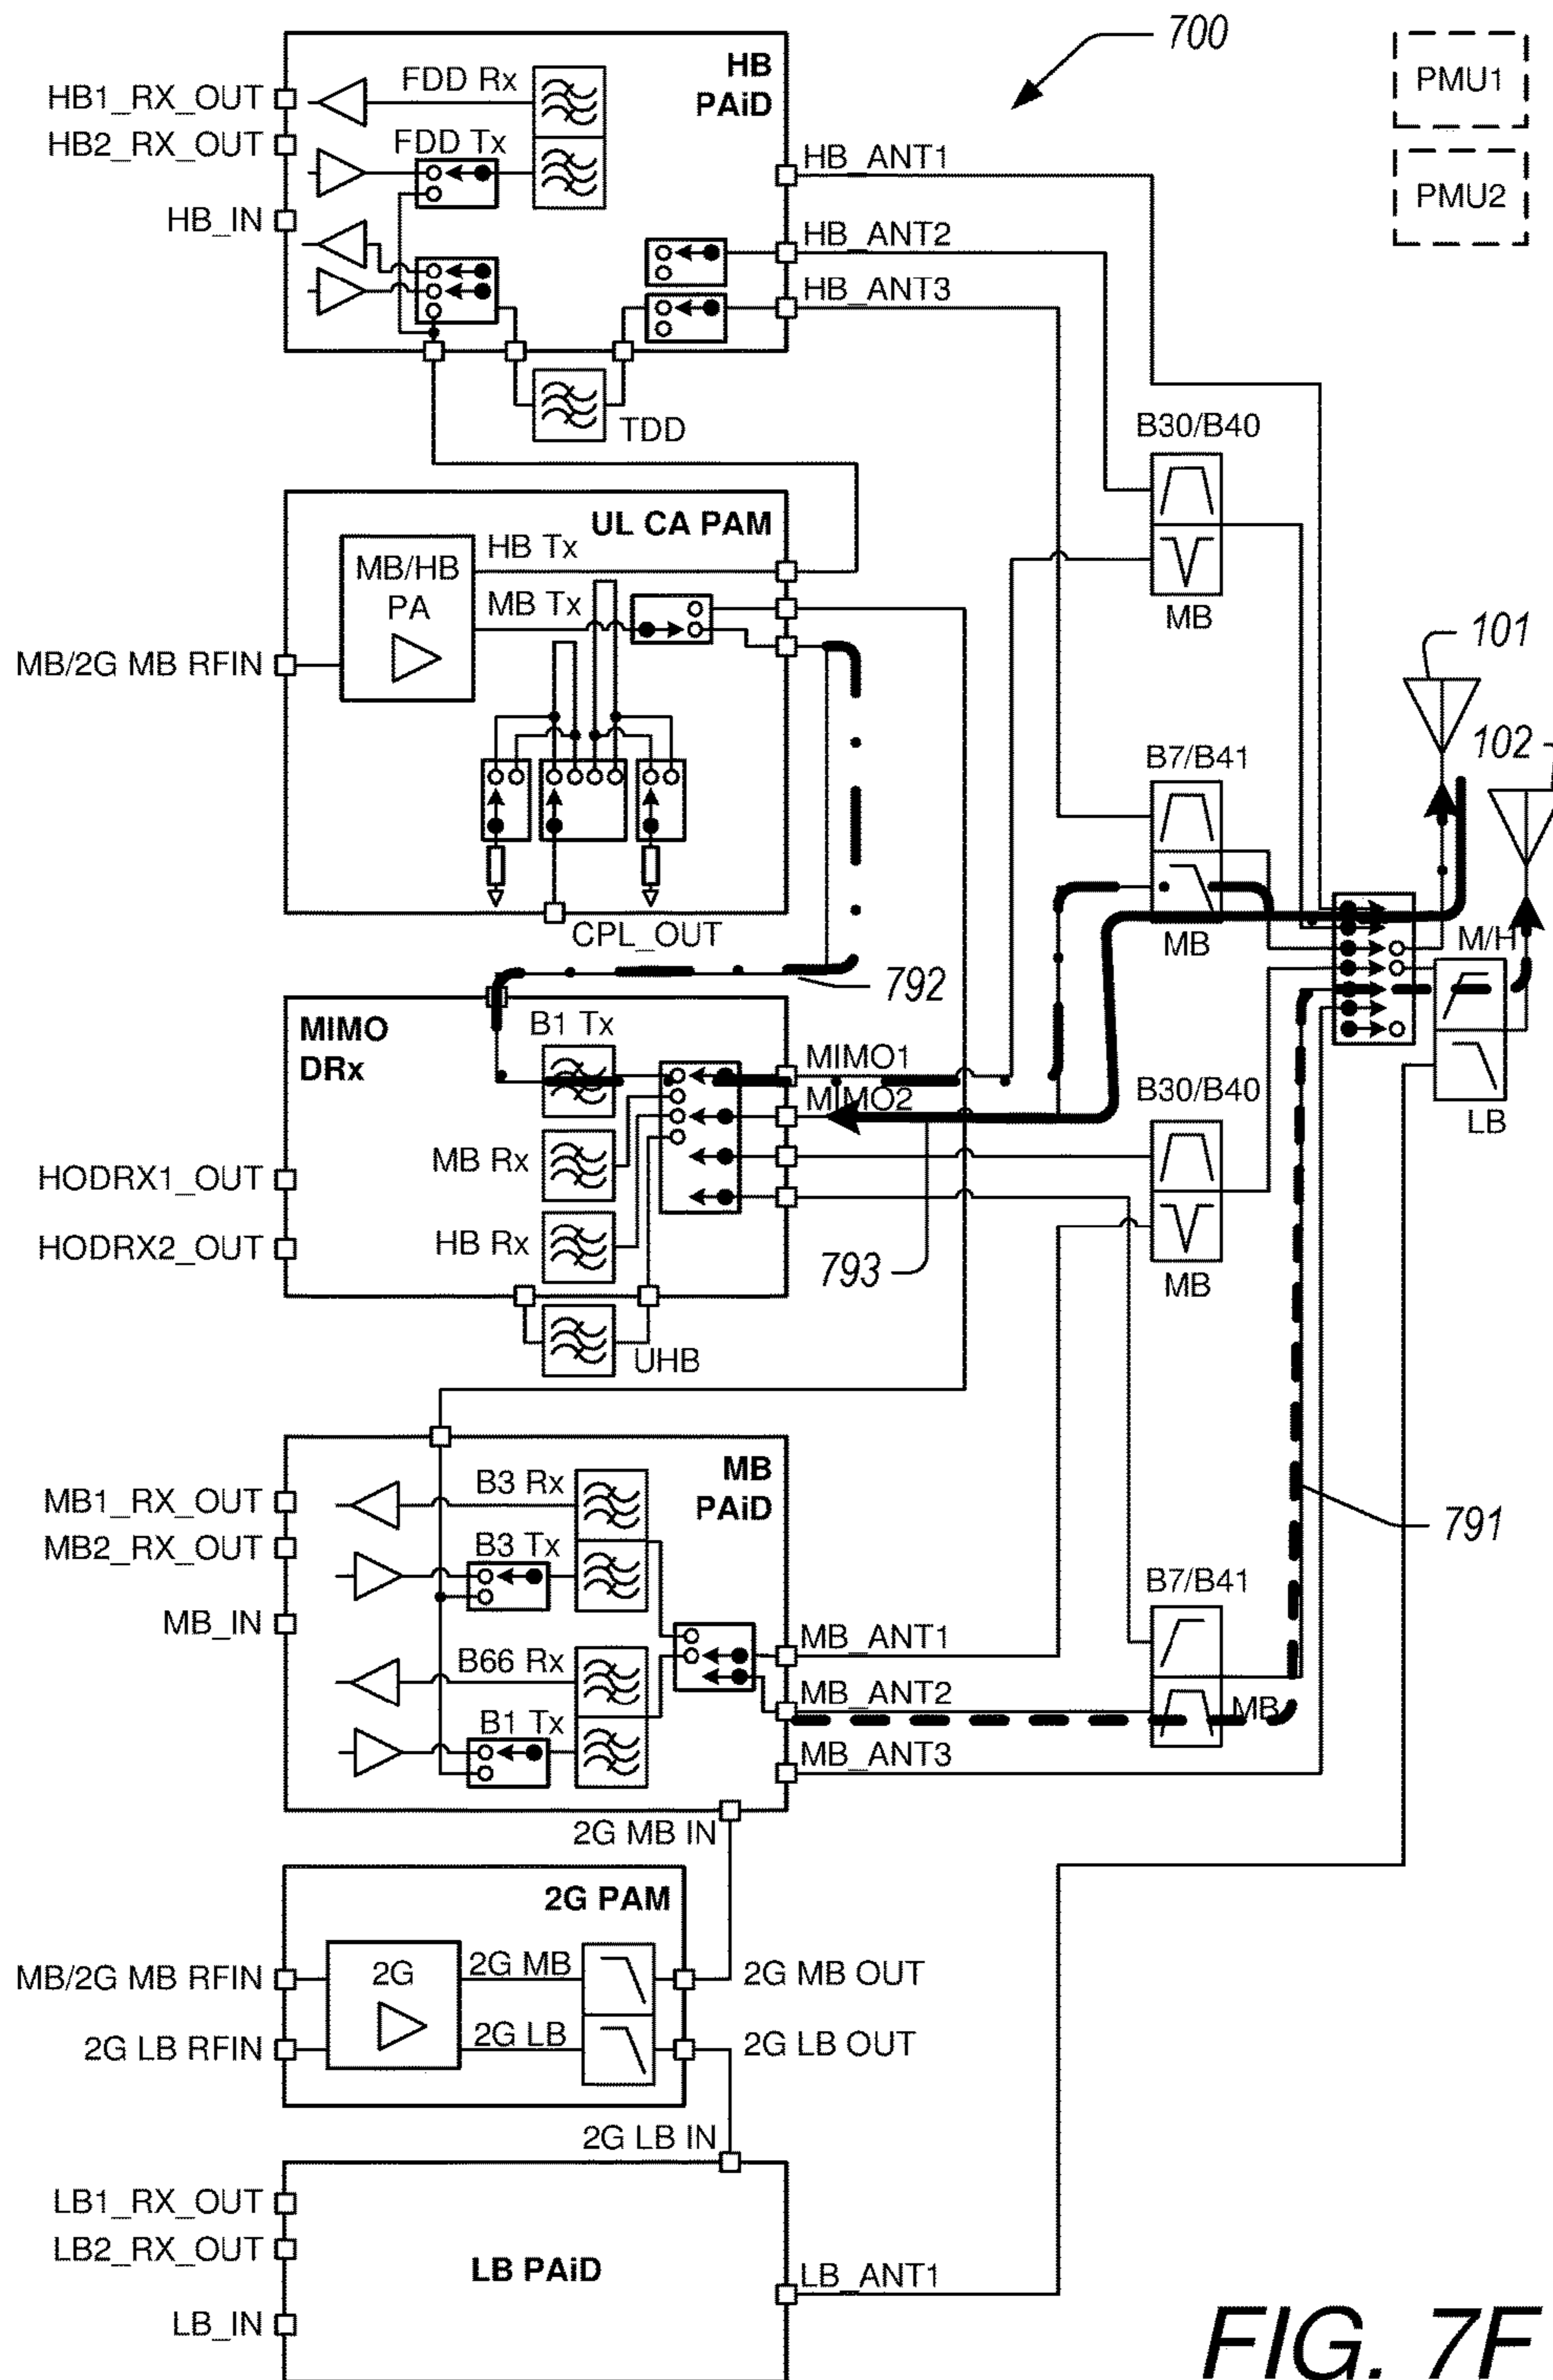 700
HB
PAiD
PMU1
PMU2
HB1_RX_OUT
HB2_RX_OUT
HB_IN
FDD Rx
FDD Tx
HB_ANT1
HB_ANT2
HB_ANT3
TDD
B30/B40
MB
UL CA PAM
MB/HB
PA
HB Tx
MB Tx
MB/2G MB RFIN
CPL_OUT
101
102
B7/B41
MB
M/H
LB
792
MIMO
DRx
B1 Tx
MIMO1
MIMO2
MB Rx
HB Rx
HODRX1_OUT
HODRX2_OUT
793
UHB
B30/B40
MB
MB
PAiD
MB1_RX_OUT
MB2_RX_OUT
MB_IN
B3 Rx
B3 Tx
B66 Rx
B1 Tx
MB_ANT1
MB_ANT2
MB_ANT3
791
B7/B41
MB
2G MB IN
2G PAM
MB/2G MB RFIN
2G LB RFIN
2G
2G MB
2G LB
2G MB OUT
2G LB OUT
2G LB IN
LB1_RX_OUT
LB2_RX_OUT
LB_IN
LB PAiD
LB_ANT1
FIG. 7F